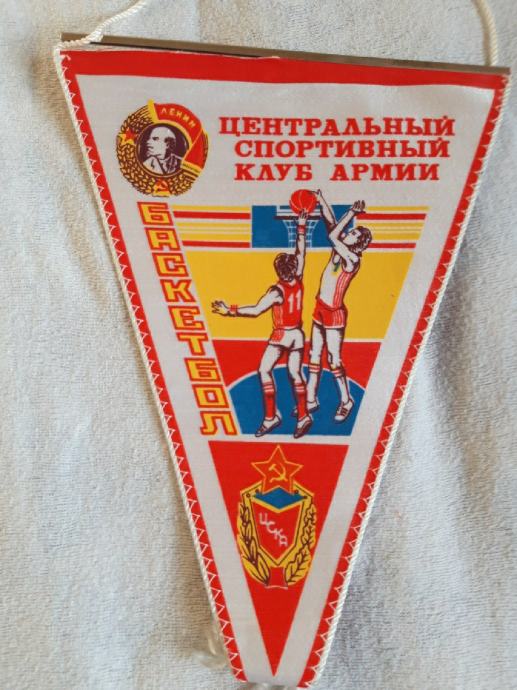 ЛЕНИН
ЦЕНТРАЛЬНЫЙ
СПОРТИВНЫЙ
КЛУБ АРМИИ
БАСКЕТБОЛ
11
ЦСКА